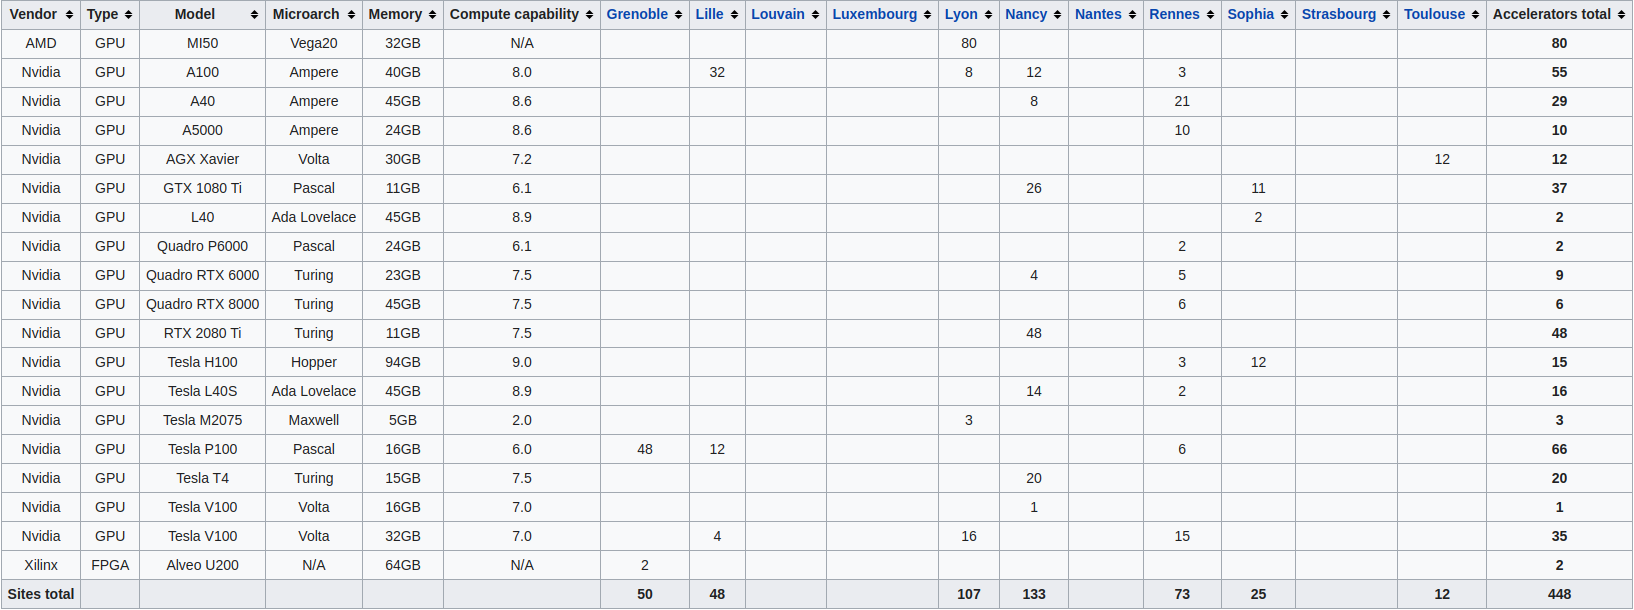 Vendor Type Model Microarch Memory Compute capability Grenoble Lille Louvain Luxembourg Lyon Nancy Nantes Rennes Sophia Strasbourg Toulouse Accelerators total
AMD GPU MI50 Vega20 32GB N/A 80 80
Nvidia GPU A100 Ampere 40GB 8.0 32 8 12 3 55
Nvidia GPU A40 Ampere 45GB 8.6 8 21 29
Nvidia GPU A5000 Ampere 24GB 8.6 10 10
Nvidia GPU AGX Xavier Volta 30GB 7.2 12 12
Nvidia GPU GTX 1080 Ti Pascal 11GB 6.1 26 11 37
Nvidia GPU L40 Ada Lovelace 45GB 8.9 2 2
Nvidia GPU Quadro P6000 Pascal 24GB 6.1 2 2
Nvidia GPU Quadro RTX 6000 Turing 23GB 7.5 4 5 9
Nvidia GPU Quadro RTX 8000 Turing 45GB 7.5 6 6
Nvidia GPU RTX 2080 Ti Turing 11GB 7.5 48 48
Nvidia GPU Tesla H100 Hopper 94GB 9.0 3 12 15
Nvidia GPU Tesla L40S Ada Lovelace 45GB 8.9 14 2 16
Nvidia GPU Tesla M2075 Maxwell 5GB 2.0 3 3
Nvidia GPU Tesla P100 Pascal 16GB 6.0 48 12 6 66
Nvidia GPU Tesla T4 Turing 15GB 7.5 20 20
Nvidia GPU Tesla V100 Volta 16GB 7.0 1 1
Nvidia GPU Tesla V100 Volta 32GB 7.0 4 16 15 35
Xilinx FPGA Alveo U200 N/A 64GB N/A 2 2
Sites total 50 48 107 133 73 25 12 448